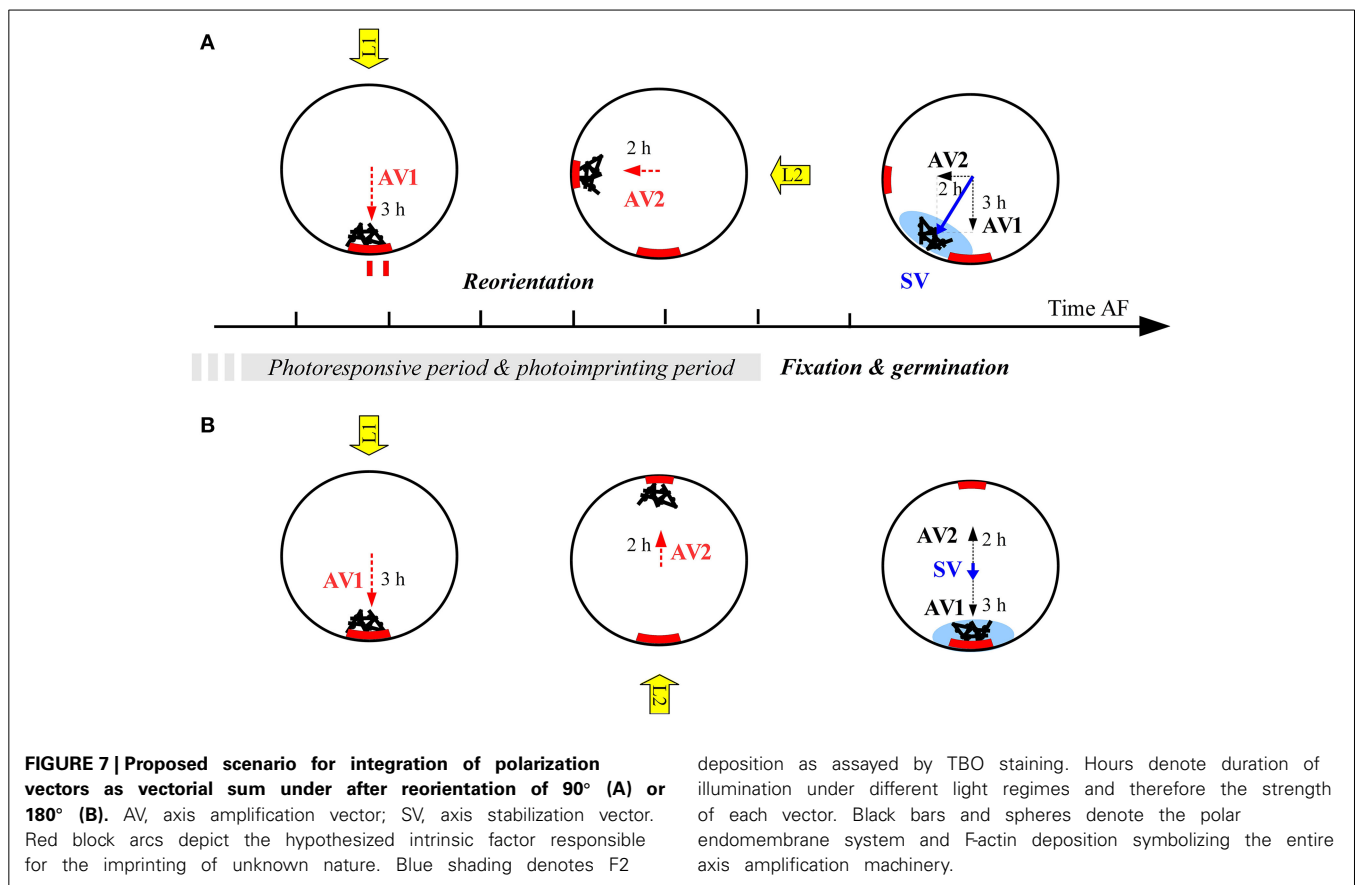 A
L1
AV1
3 h
2 h
AV2
L2
AV2
2 h
3 h
AV1
SV
Reorientation
Time AF
Photoresponsive period & photoimprinting period
Fixation & germination
B
L1
AV1
3 h
2 h
AV2
L2
AV2
2 h
SV
AV1
3 h
FIGURE 7 | Proposed scenario for integration of polarization
vectors as vectorial sum under after reorientation of 90° (A) or
180° (B). AV, axis amplification vector; SV, axis stabilization vector.
Red block arcs depict the hypothesized intrinsic factor responsible
for the imprinting of unknown nature. Blue shading denotes F2
deposition as assayed by TBO staining. Hours denote duration of
illumination under different light regimes and therefore the strength
of each vector. Black bars and spheres denote the polar
endomembrane system and F-actin deposition symbolizing the entire
axis amplification machinery.